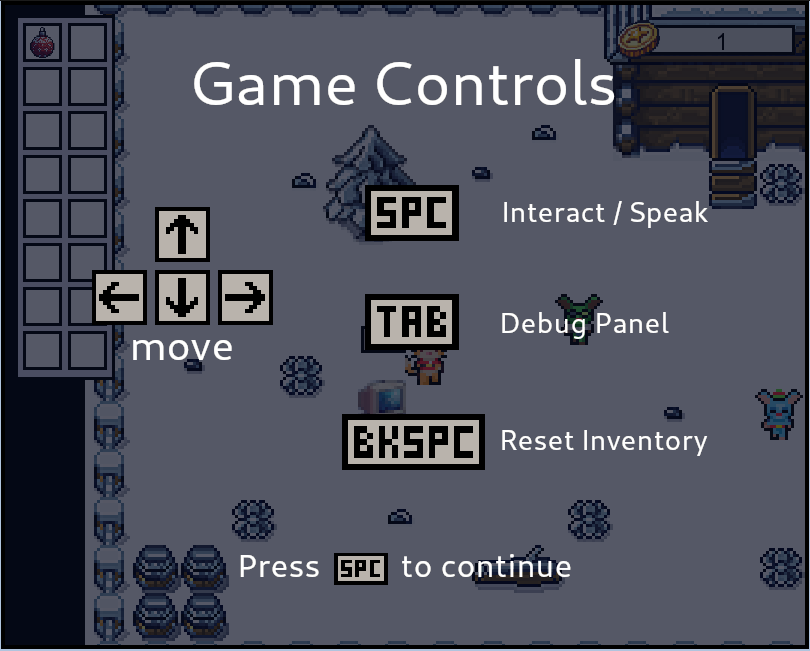 1
Game Controls
SPC Interact / Speak
↑
← ↓ →
TAB Debug Panel
move
BKSPC Reset Inventory
Press SPC to continue